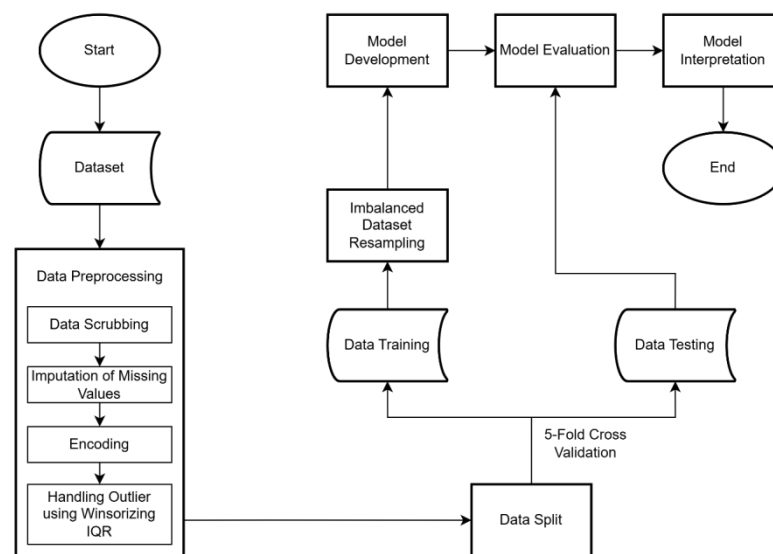 Start
Dataset
Data Preprocessing
Data Scrubbing
Imputation of Missing
Values
Encoding
Handling Outlier
using Winsorizing
IQR
Data Split
5-Fold Cross
Validation
Data Training
Data Testing
Imbalanced
Dataset
Resampling
Model
Development
Model Evaluation
Model
Interpretation
End